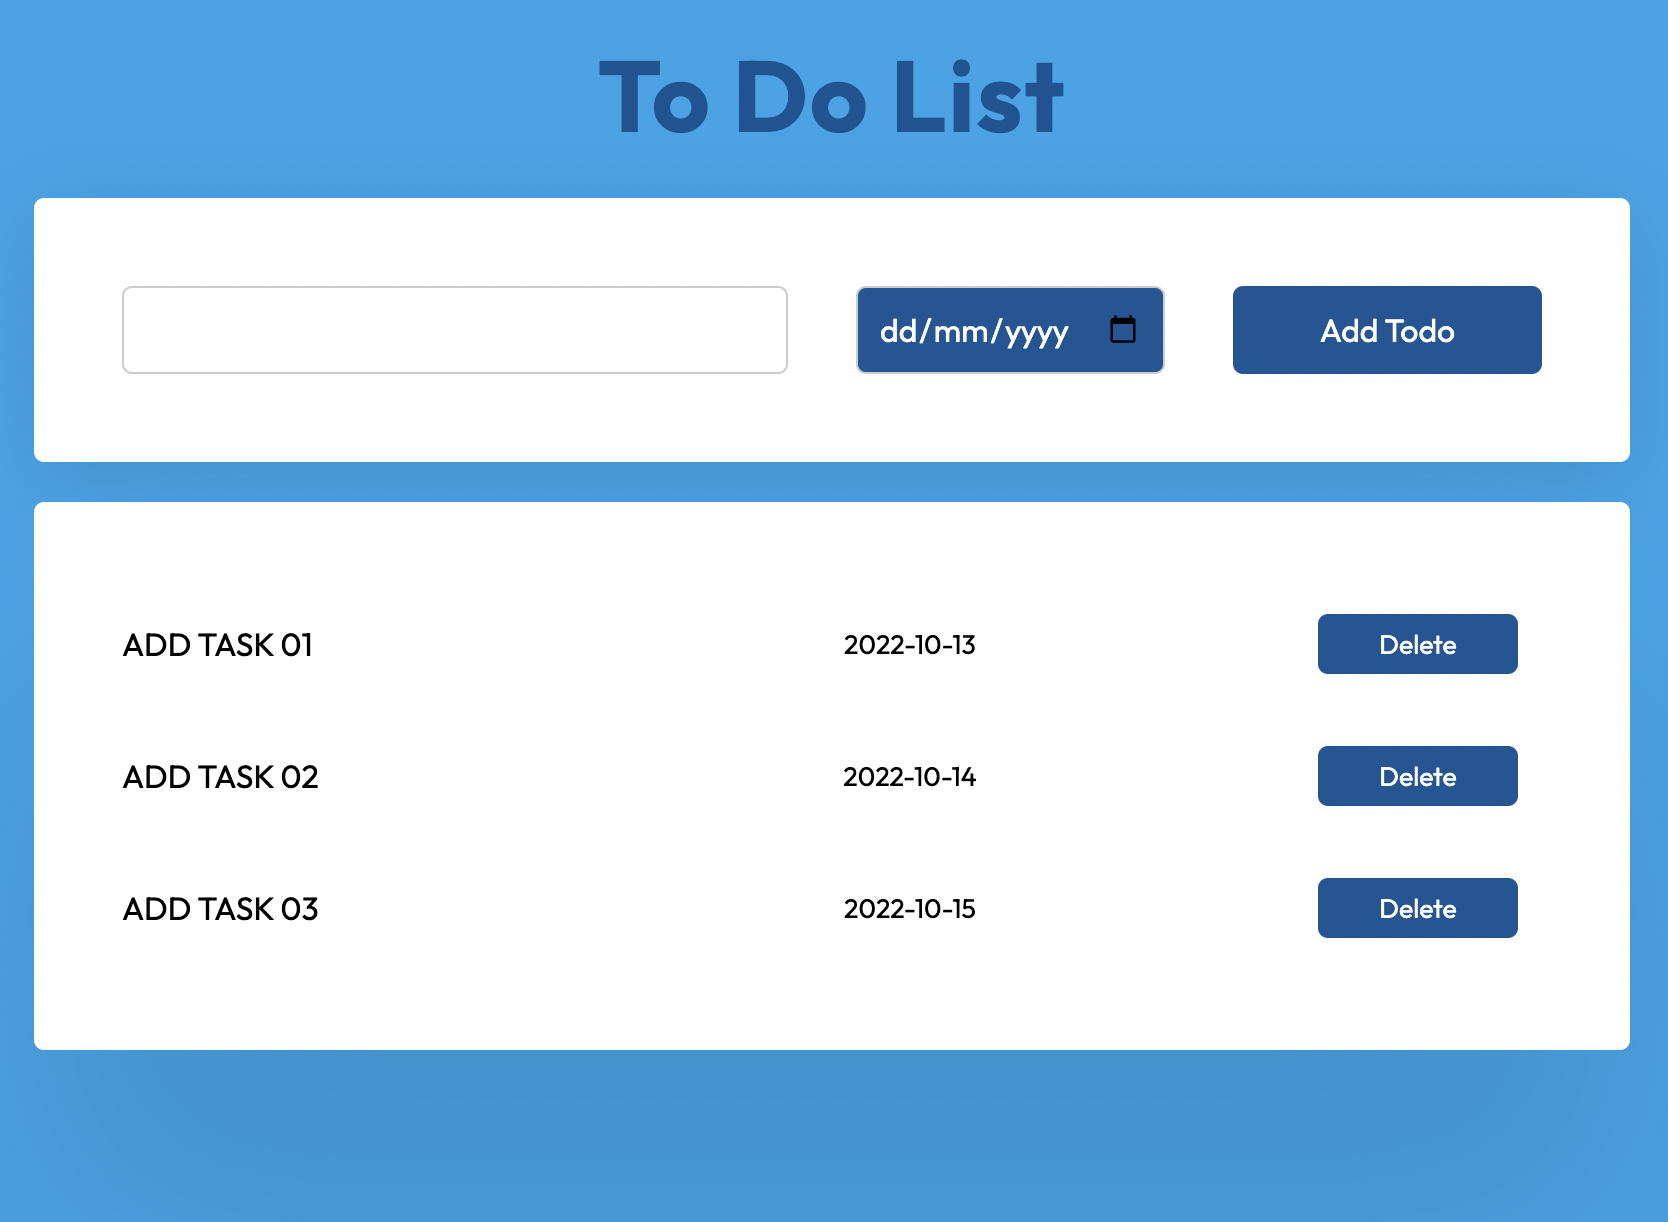 To Do List
dd/mm/yyyy Add Todo
ADD TASK 01 2022-10-13 Delete
ADD TASK 02 2022-10-14 Delete
ADD TASK 03 2022-10-15 Delete